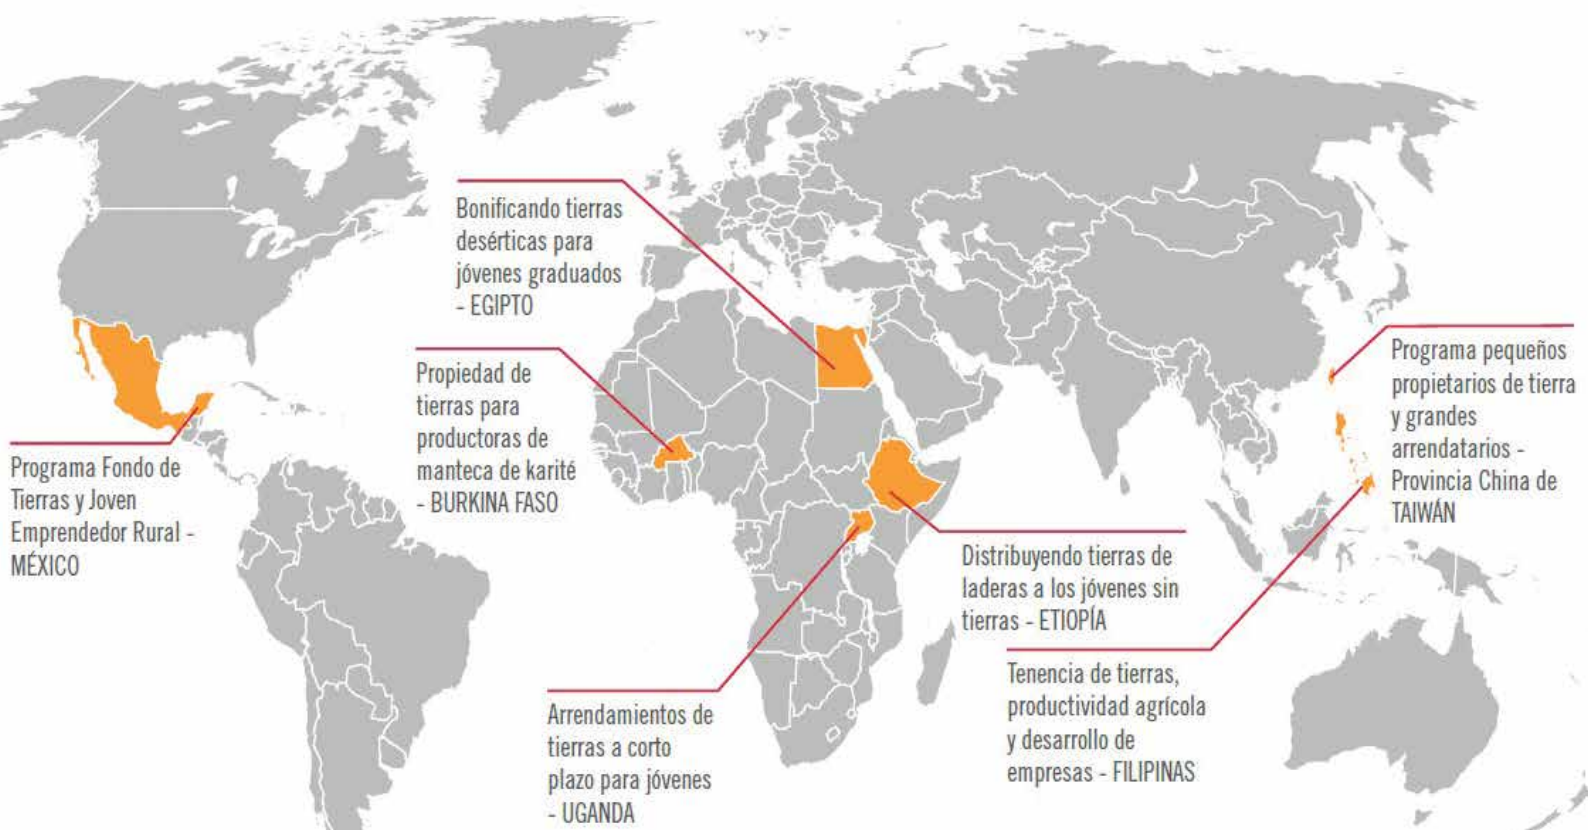 Bonificando tierras
desérticas para
jóvenes graduados
- EGIPTO
Propiedad de
tierras para
productoras de
manteca de karité
- BURKINA FASO
Programa pequeños
propietarios de tierra
y grandes
arrendatarios -
Provincia China de
TAIWÁN
Programa Fondo de
Tierras y Joven
Emprendedor Rural -
MÉXICO
Distribuyendo tierras de
laderas a los jóvenes sin
tierras - ETIOPÍA
Tenencia de tierras,
productividad agrícola
y desarrollo de
empresas - FILIPINAS
Arrendamientos de
tierras a corto
plazo para jóvenes
- UGANDA